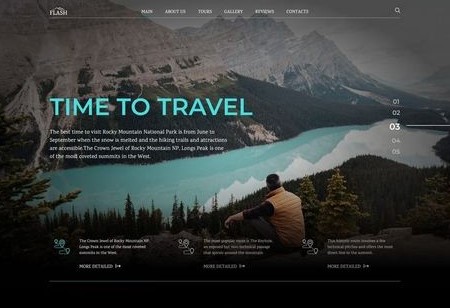 FLASH
MAIN ABOUT US TOURS GALLERY REVIEWS CONTACTS
TIME TO TRAVEL
The best time to visit Rocky Mountain National Park is from June to
September when the snow is melted and the hiking trails and attractions
are accessible.The Crown Jewel of Rocky Mountain NP, Longs Peak is one
of the most coveted summits in the West.
01
02
03
04
05
The Crown Jewel of Rocky Mountain NP,
Longs Peak is one of the most coveted
summits in the West.
MORE DETAILED
The most popular route is The Keyhole,
an exposed but non-technical passage
that spirals around the mountain.
MORE DETAILED
This historic route involves a few
technical pitches and offers the most
direct line to the summit.
MORE DETAILED